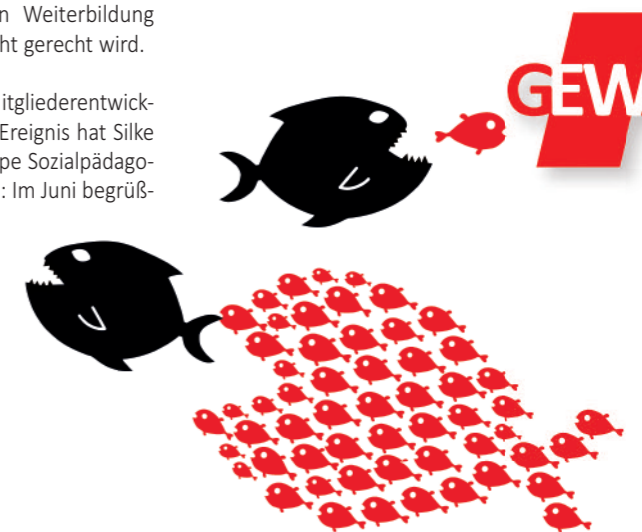 n Weiterbildung
ht gerecht wird.
itgliederentwick-
Ereignis hat Silke
pe Sozialpädago-
: Im Juni begrüß-
GEW